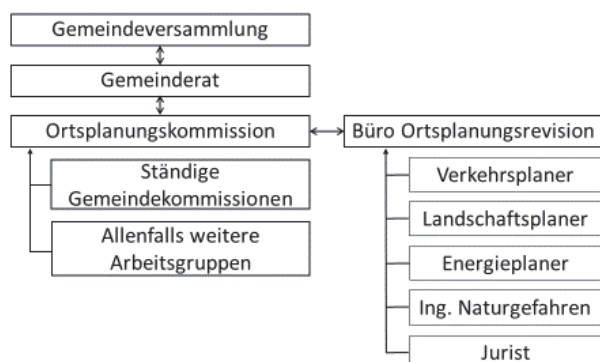 Gemeindeversammlung
Gemeinderat
Ortsplanungskommission
Büro Ortsplanungsrevision
Ständige
Gemeindekommissionen
Allenfalls weitere
Arbeitsgruppen
Verkehrsplaner
Landschaftsplaner
Energieplaner
Ing. Naturgefahren
Jurist